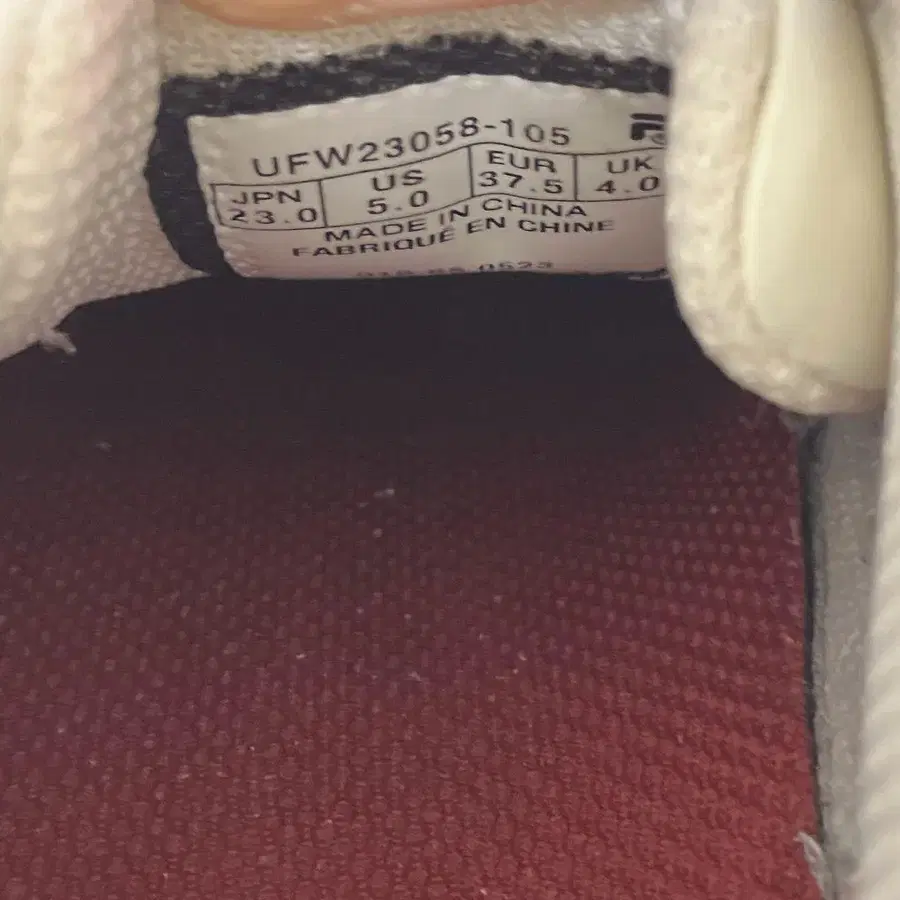 UFW23058-105
JPN US EUR UK
23.0 5.0 37.5 4.0
MADE IN CHINA
FABRIQUÉ EN CHINE